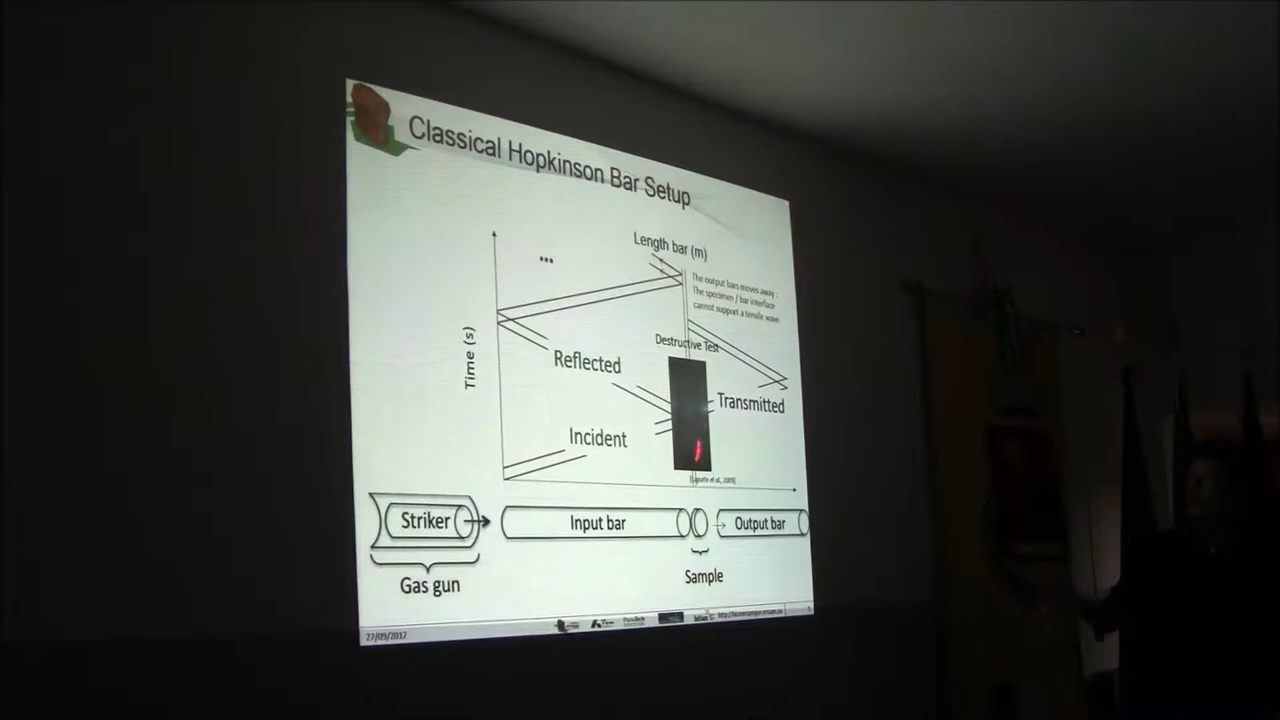 Classical Hopkinson Bar Setup
Length bar (m)
...
The output bars moves away :
The specimen / bar interface
cannot support a tensile wave
Time (s)
Destructive Test
Reflected
Transmitted
Incident
Striker
Input bar
Output bar
Gas gun
Sample
27/09/2017